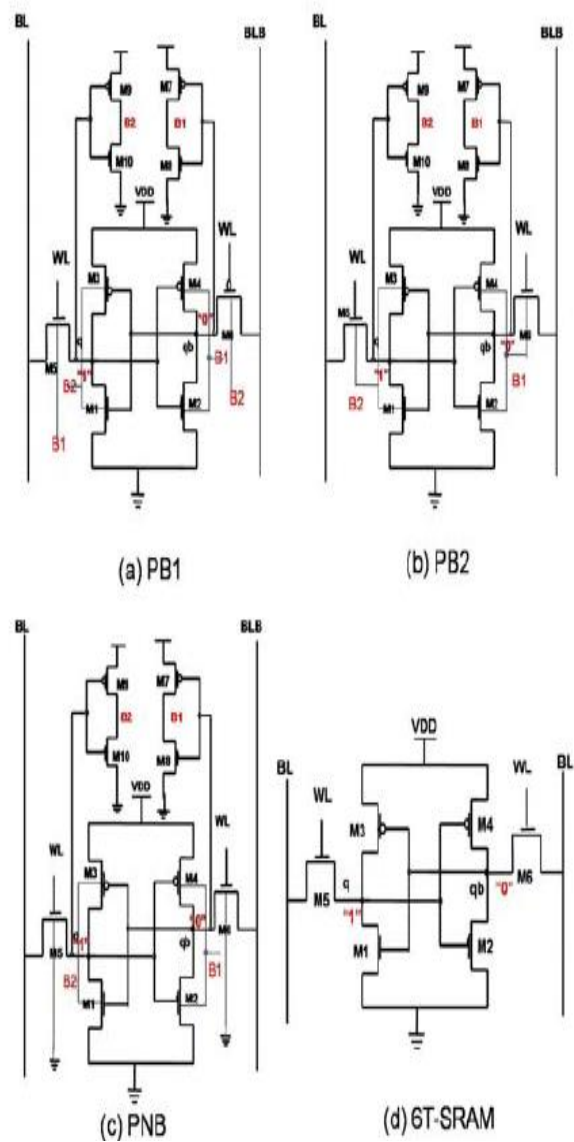 BL
BLB
M9
M7
B2
B1
M10
M8
VDD
WL
WL
M3
M4
"0"
q
qb
M6
M5
"1"
B1
B2
M1
M2
B2
B1
(a) PB1
BL
BLB
M9
M7
B2
B1
M10
M8
VDD
WL
WL
M3
M4
M5
q
qb
"0"
M6
"1"
B2
M1
M2
B1
(b) PB2
BL
BLB
M9
M7
B2
B1
M10
M8
VDD
WL
WL
M3
M4
"0"
q
qb
M6
M5
"1"
B1
B2
M1
M2
(c) PNB
BL
BL
VDD
WL
WL
M3
M4
q
qb
"0"
M5
M6
"1"
M1
M2
(d) 6T-SRAM